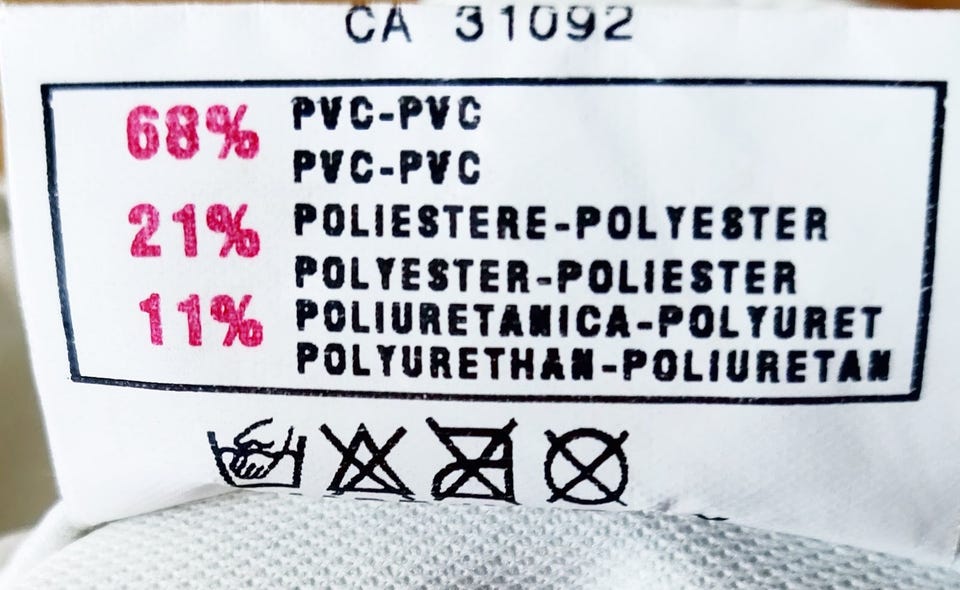 CA 31092
68% PVC-PVC
PVC-PVC
21% POLIESTERE-POLYESTER
POLYESTER-POLIESTER
11% POLIURETANICA-POLYURET
POLYURETHAN-POLIURETAN